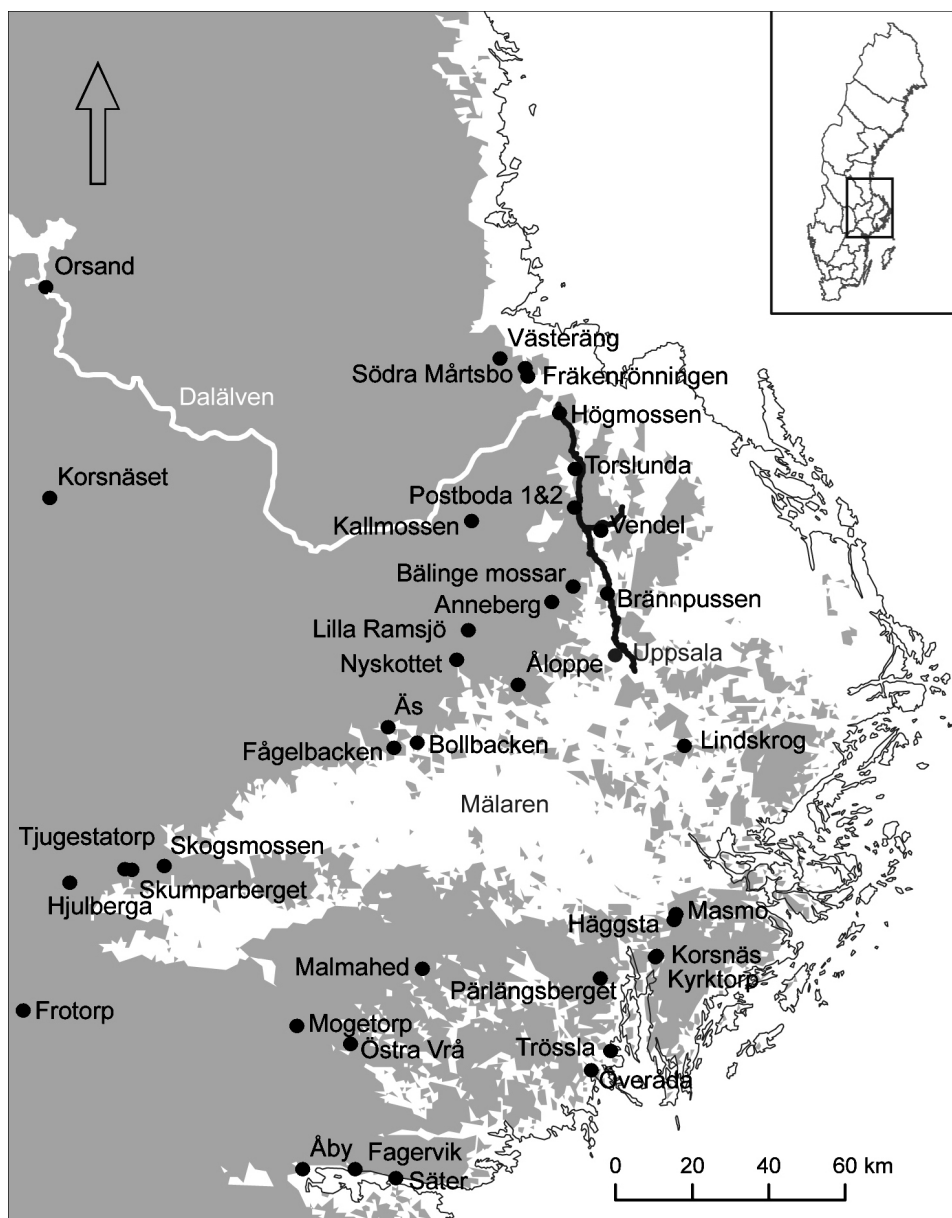 Orsand
Västeräng
Södra Mårtsbo
Fräkenrönningen
Dalälven
Högmossen
Torslunda
Korsnäset
Postboda 1&2
Kallmossen
Vendel
Bälinge mossar
Anneberg
Brännpussen
Lilla Ramsjö
Uppsala
Nyskottet
Åloppe
Äs
Fågelbacken
Bollbacken
Lindskrog
Mälaren
Tjugestatorp
Skogsmossen
Skumparberget
Hjulberga
Masmo
Häggsta
Korsnäs
Malmahed
Kyrktorp
Pärlängsberget
Frotorp
Mogetorp
Östra Vrå
Trössla
Överåda
Åby
Fagervik
Säter
0 20 40 60 km